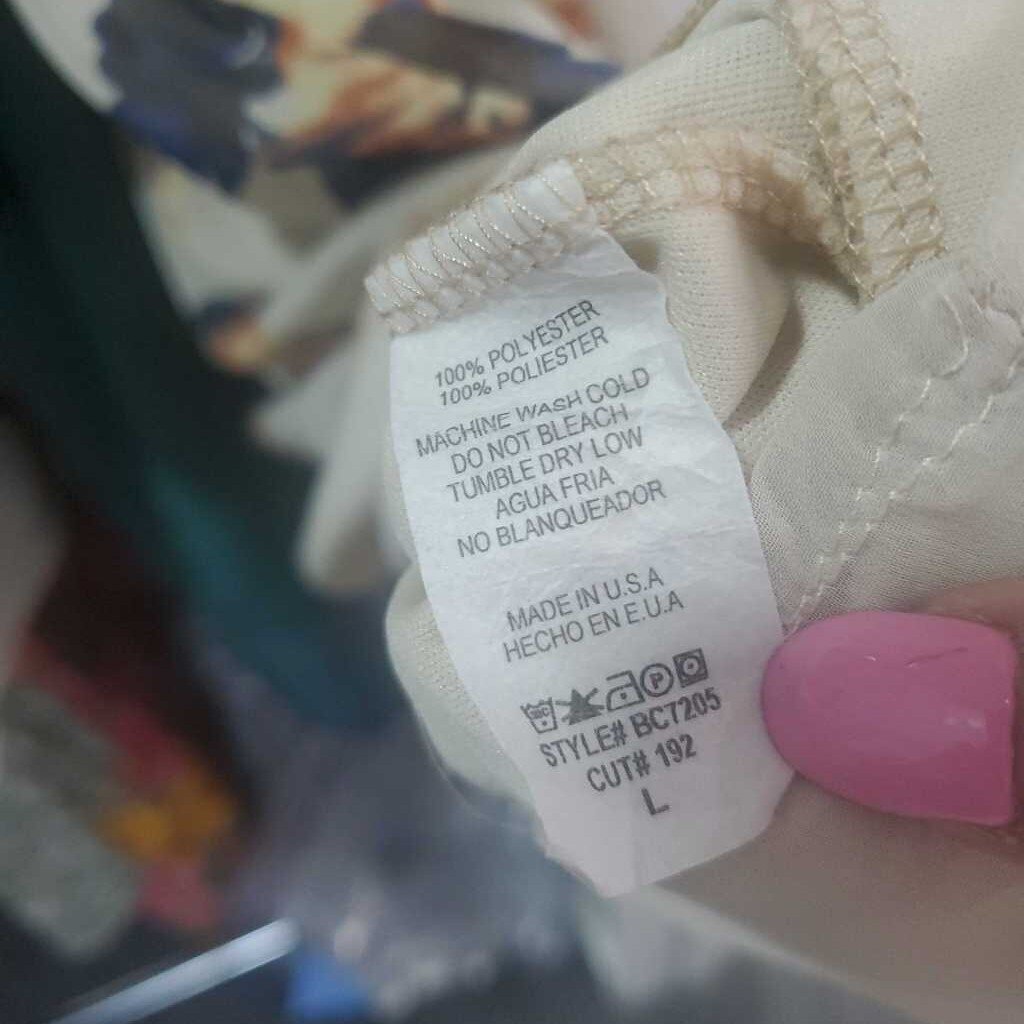 100% POLYESTER
100% POLIESTER
MACHINE WASH COLD
DO NOT BLEACH
TUMBLE DRY LOW
AGUA FRIA
NO BLANQUEADOR
MADE IN U.S.A
HECHO EN E.U.A
P
STYLE# BC7205
CUT# 192
L